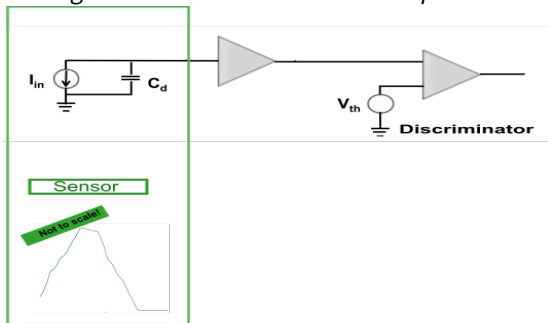 Iin
Cd
Vth
Discriminator
Sensor
Not to scale!